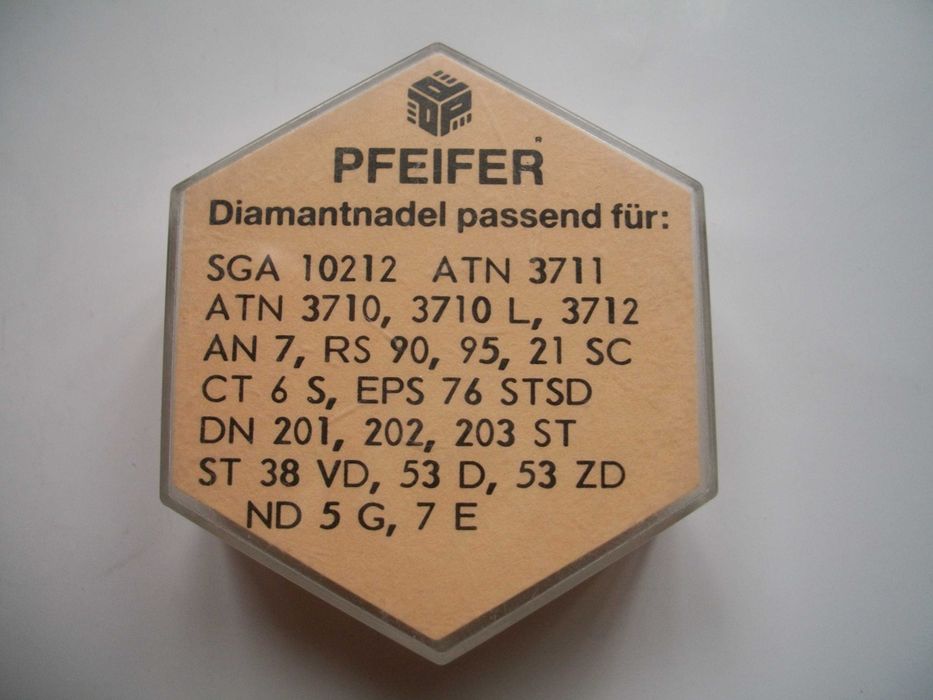 PFEIFER
Diamantnadel passend für:
SGA 10212 ATN 3711
ATN 3710, 3710 L, 3712
AN 7, RS 90, 95, 21 SC
CT 6 S, EPS 76 STSD
DN 201, 202, 203 ST
ST 38 VD, 53 D, 53 ZD
ND 5 G, 7 E